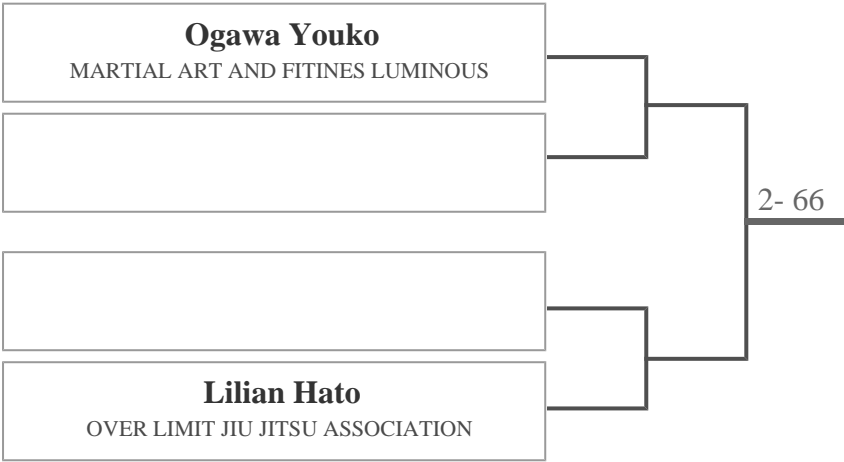 Ogawa Youko
MARTIAL ART AND FITINES LUMINOUS
2- 66
Lilian Hato
OVER LIMIT JIU JITSU ASSOCIATION